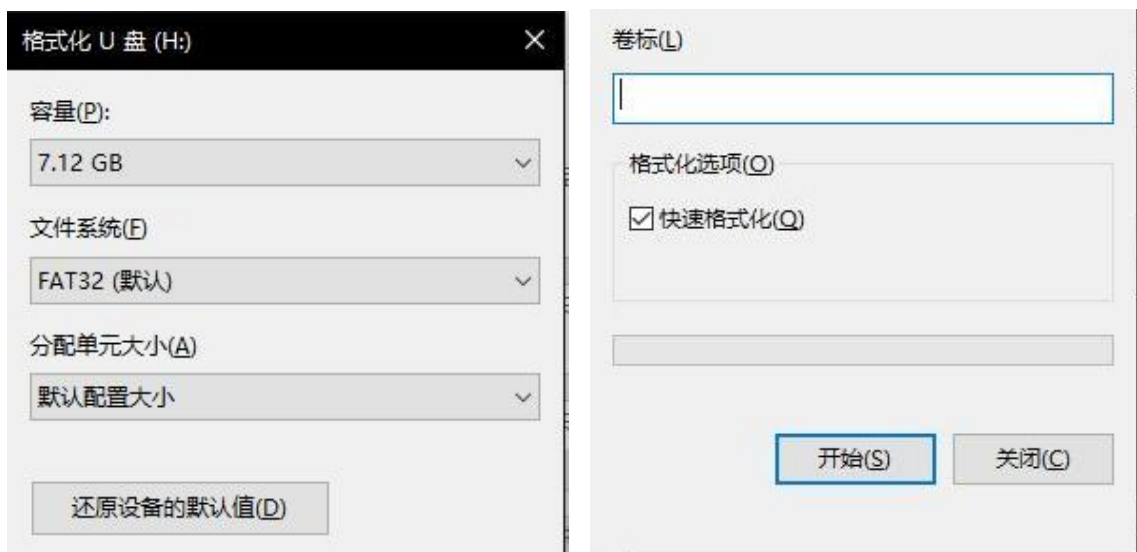 格式化 U 盘 (H:)
容量(P):
7.12 GB
文件系统(F)
FAT32 (默认)
分配单元大小(A)
默认配置大小
还原设备的默认值(D)
卷标(L)
格式化选项(O)
快速格式化(Q)
开始(S)
关闭(C)